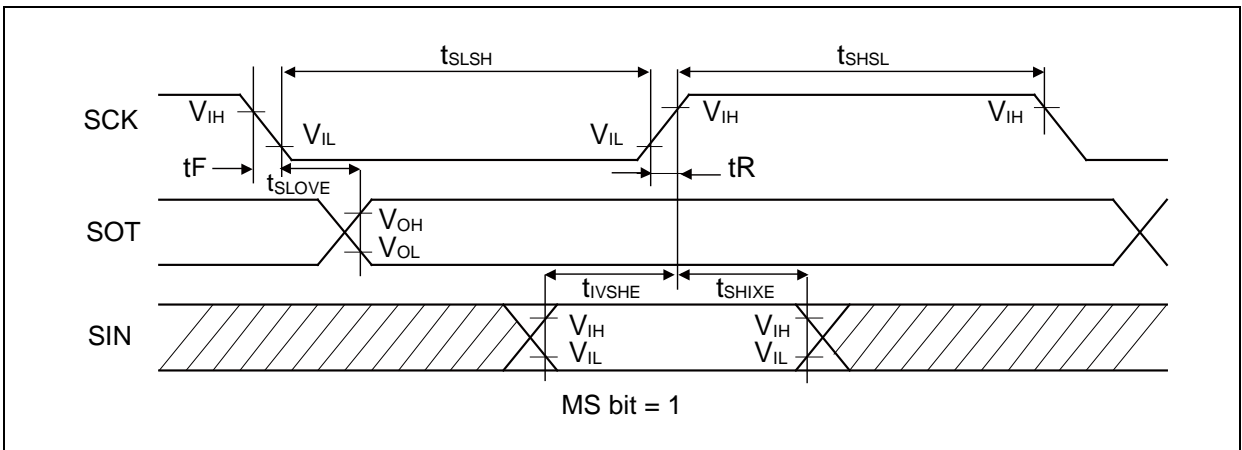 tSLSH
tSHSL
SCK
VIH
VIL
VIL
VIH
VIH
tF
tSLOVE
tR
SOT
VOH
VOL
tIVSHE
tSHIXE
SIN
VIH
VIL
VIH
VIL
MS bit = 1